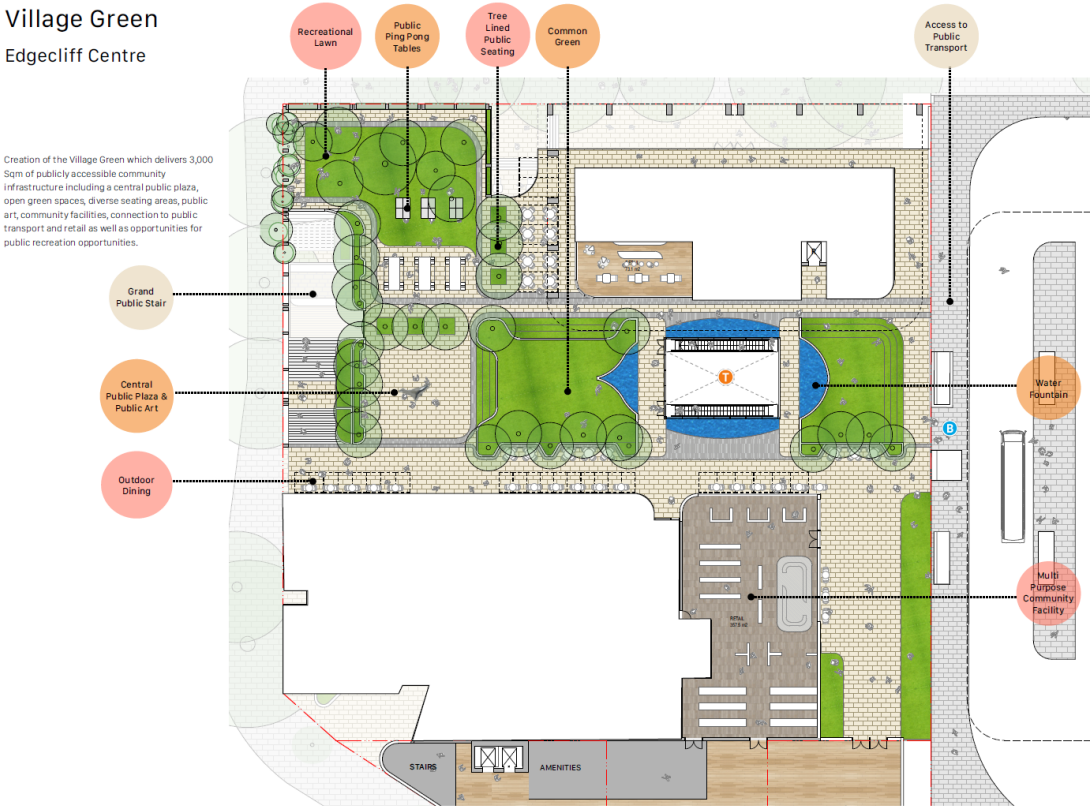 Village Green
Edgecliff Centre
Recreational
Lawn
Public
Ping Pong
Tables
Tree
Lined
Public
Seating
Common
Green
Access to
Public
Transport
Creation of the Village Green which delivers 3,000
Sqm of publicly accessible community
infrastructure including a central public plaza,
open green spaces, diverse seating areas, public
art, community facilities, connection to public
transport and retail as well as opportunities for
public recreation opportunities.
Grand
Public Stair
Central
Public Plaza &
Public Art
T
Water
Fountain
B
Outdoor
Dining
Multi
Purpose
Community
Facility
RETAIL
STAIRS
AMENITIES